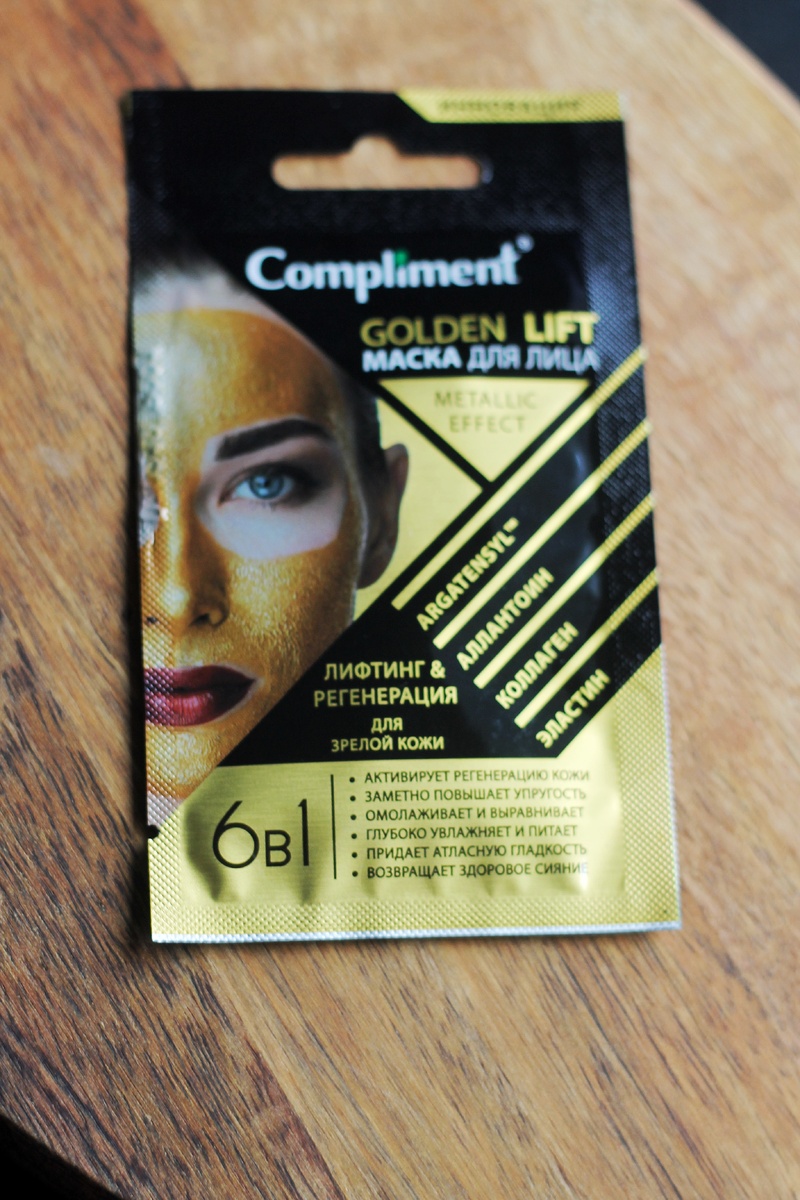 ИННОВАЦИЯ
Compliment®
GOLDEN LIFT
МАСКА ДЛЯ ЛИЦА
METALLIC
EFFECT
ARGATENSYL™
АЛЛАНТОИН
КОЛЛАГЕН
ЭЛАСТИН
ЛИФТИНГ &
РЕГЕНЕРАЦИЯ
ДЛЯ
ЗРЕЛОЙ КОЖИ
6в1
• АКТИВИРУЕТ РЕГЕНЕРАЦИЮ КОЖИ
• ЗАМЕТНО ПОВЫШАЕТ УПРУГОСТЬ
• ОМОЛАЖИВАЕТ И ВЫРАВНИВАЕТ
• ГЛУБОКО УВЛАЖНЯЕТ И ПИТАЕТ
• ПРИДАЕТ АТЛАСНУЮ ГЛАДКОСТЬ
• ВОЗВРАЩАЕТ ЗДОРОВОЕ СИЯНИЕ